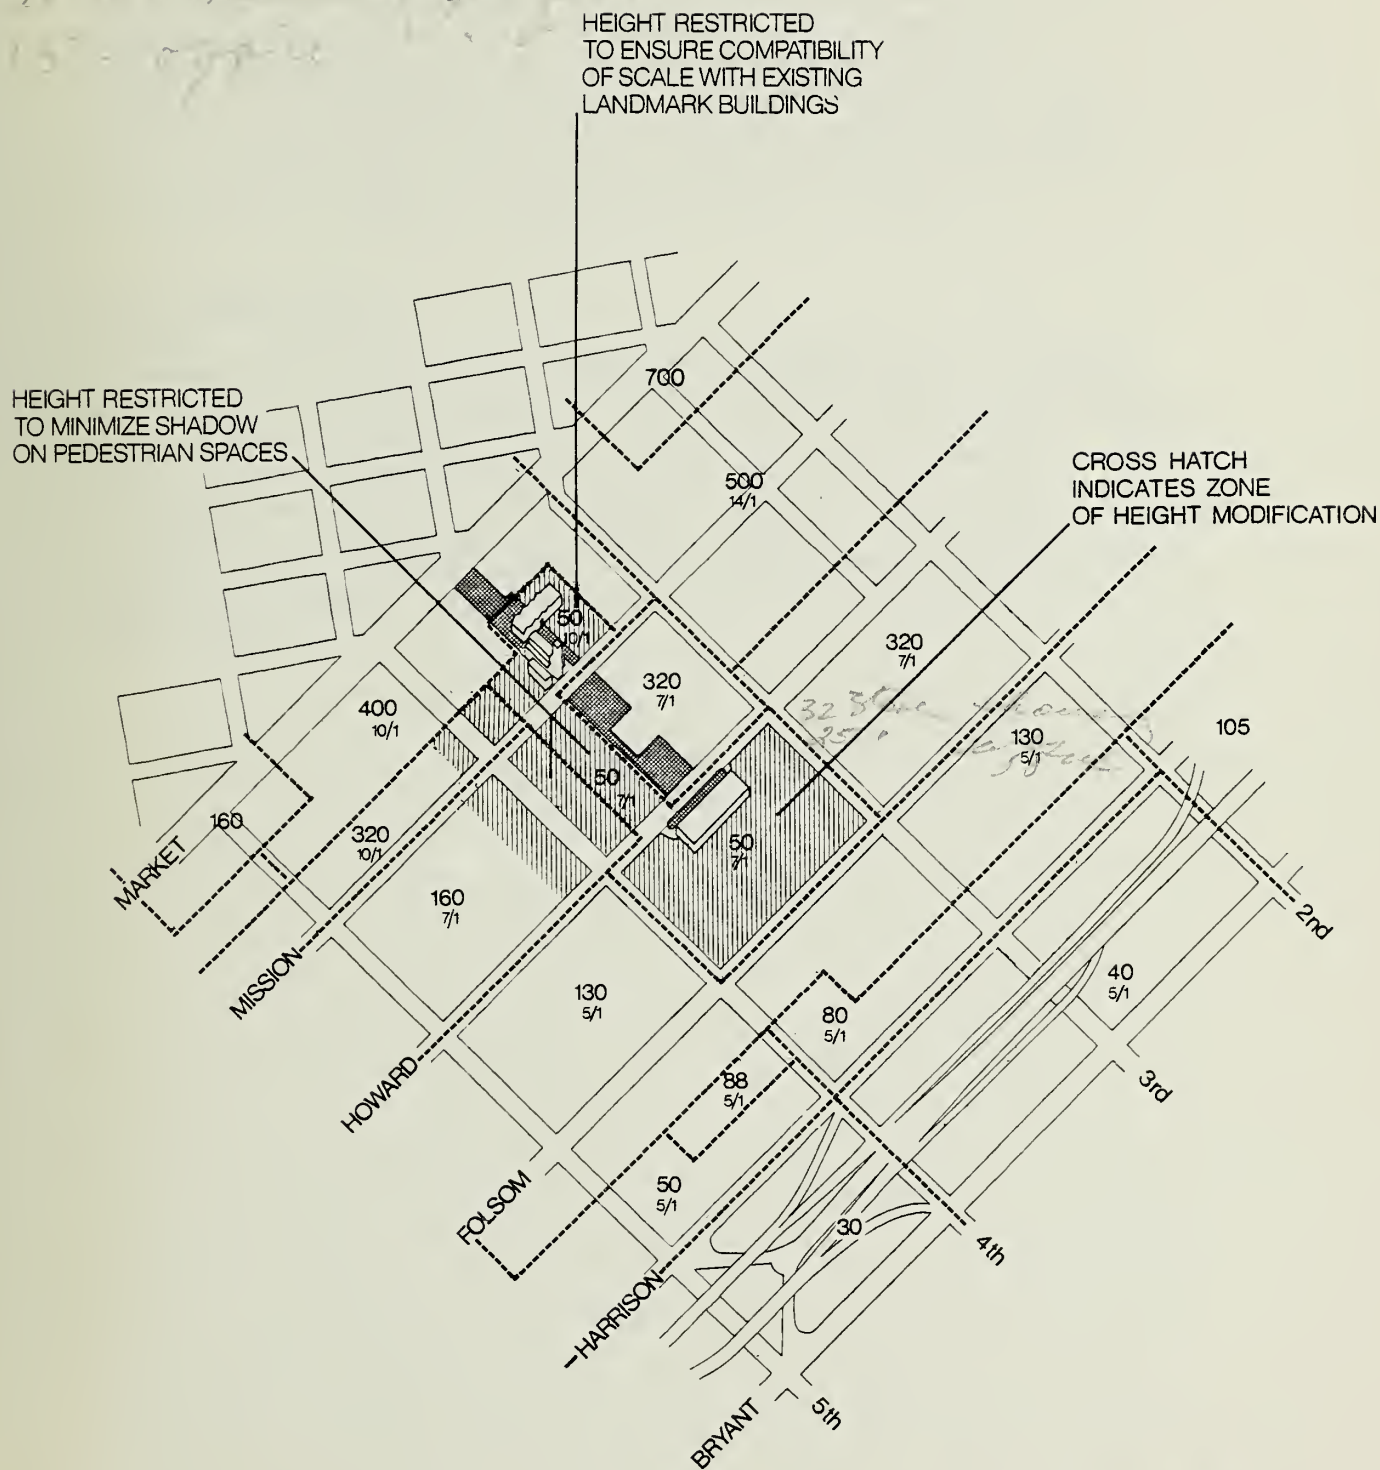 HEIGHT RESTRICTED
TO ENSURE COMPATIBILITY
OF SCALE WITH EXISTING
LANDMARK BUILDINGS
HEIGHT RESTRICTED
TO MINIMIZE SHADOW
ON PEDESTRIAN SPACES
CROSS HATCH
INDICATES ZONE
OF HEIGHT MODIFICATION
700
500
14/1
50
10/1
320
7/1
320
7/1
400
10/1
32
130
5/1
105
50
7/1
160
320
10/1
50
7/1
MARKET
160
7/1
2nd
MISSION
130
5/1
80
5/1
40
5/1
HOWARD
88
5/1
3rd
FOLSOM
50
5/1
30
4th
HARRISON
BRYANT
5th